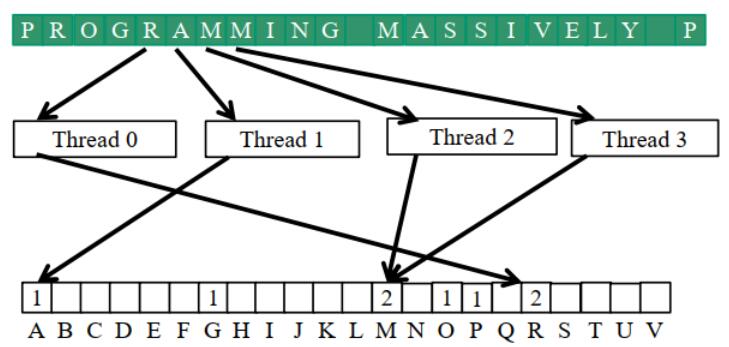 P R O G R A M M I N G M A S S I V E L Y P
Thread 0 Thread 1 Thread 2 Thread 3
1 1 2 1 1 2
A B C D E F G H I J K L M N O P Q R S T U V